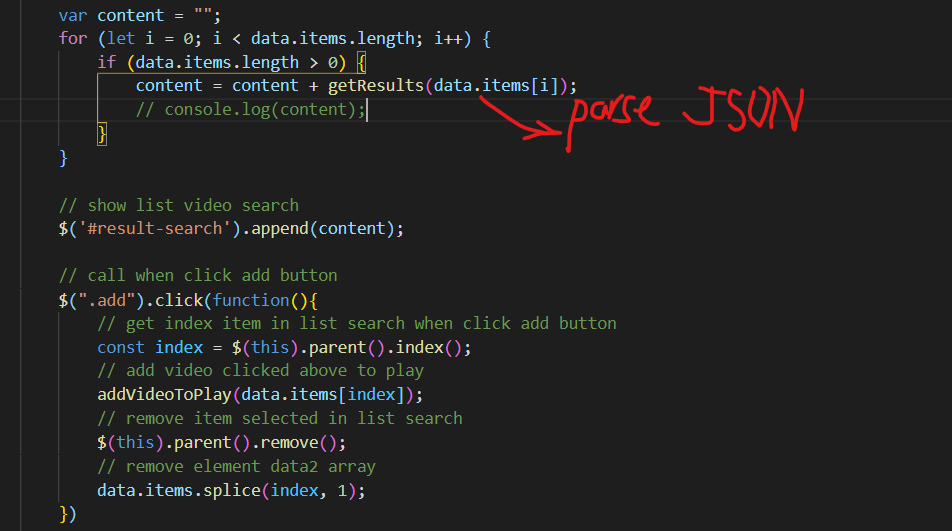 var content = "";
for (let i = 0; i < data.items.length; i++) {
if (data.items.length > 0) {
content = content + getResults(data.items[i]);
// console.log(content);
parse JSON
}
}
// show list video search
$('#result-search').append(content);
// call when click add button
$(".add").click(function(){
// get index item in list search when click add button
const index = $(this).parent().index();
// add video clicked above to play
addVideoToPlay(data.items[index]);
// remove item selected in list search
$(this).parent().remove();
// remove element data2 array
data.items.splice(index, 1);
})